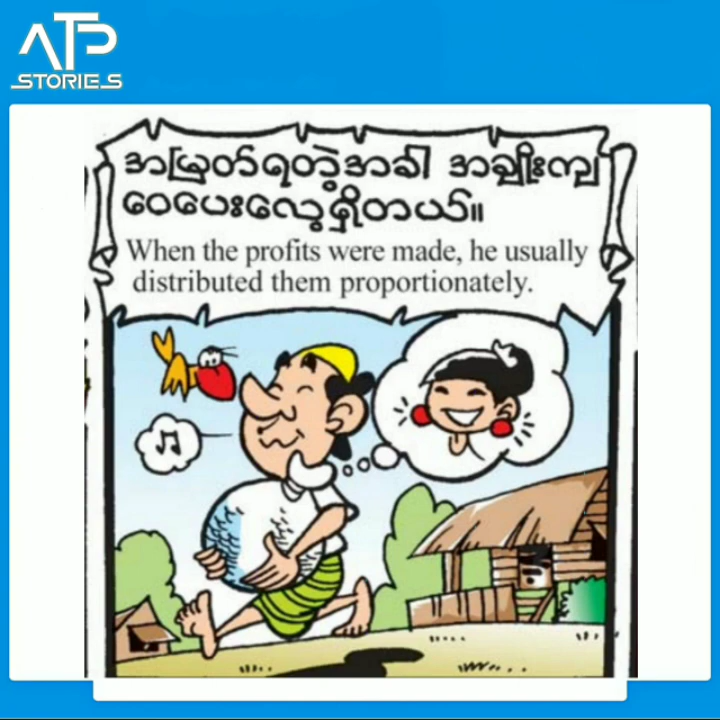 ATP
STORIES
အမြတ်ရတဲ့အခါ အချိုးကျ
ဝေပေးလေ့ရှိတယ်။
When the profits were made, he usually
distributed them proportionately.